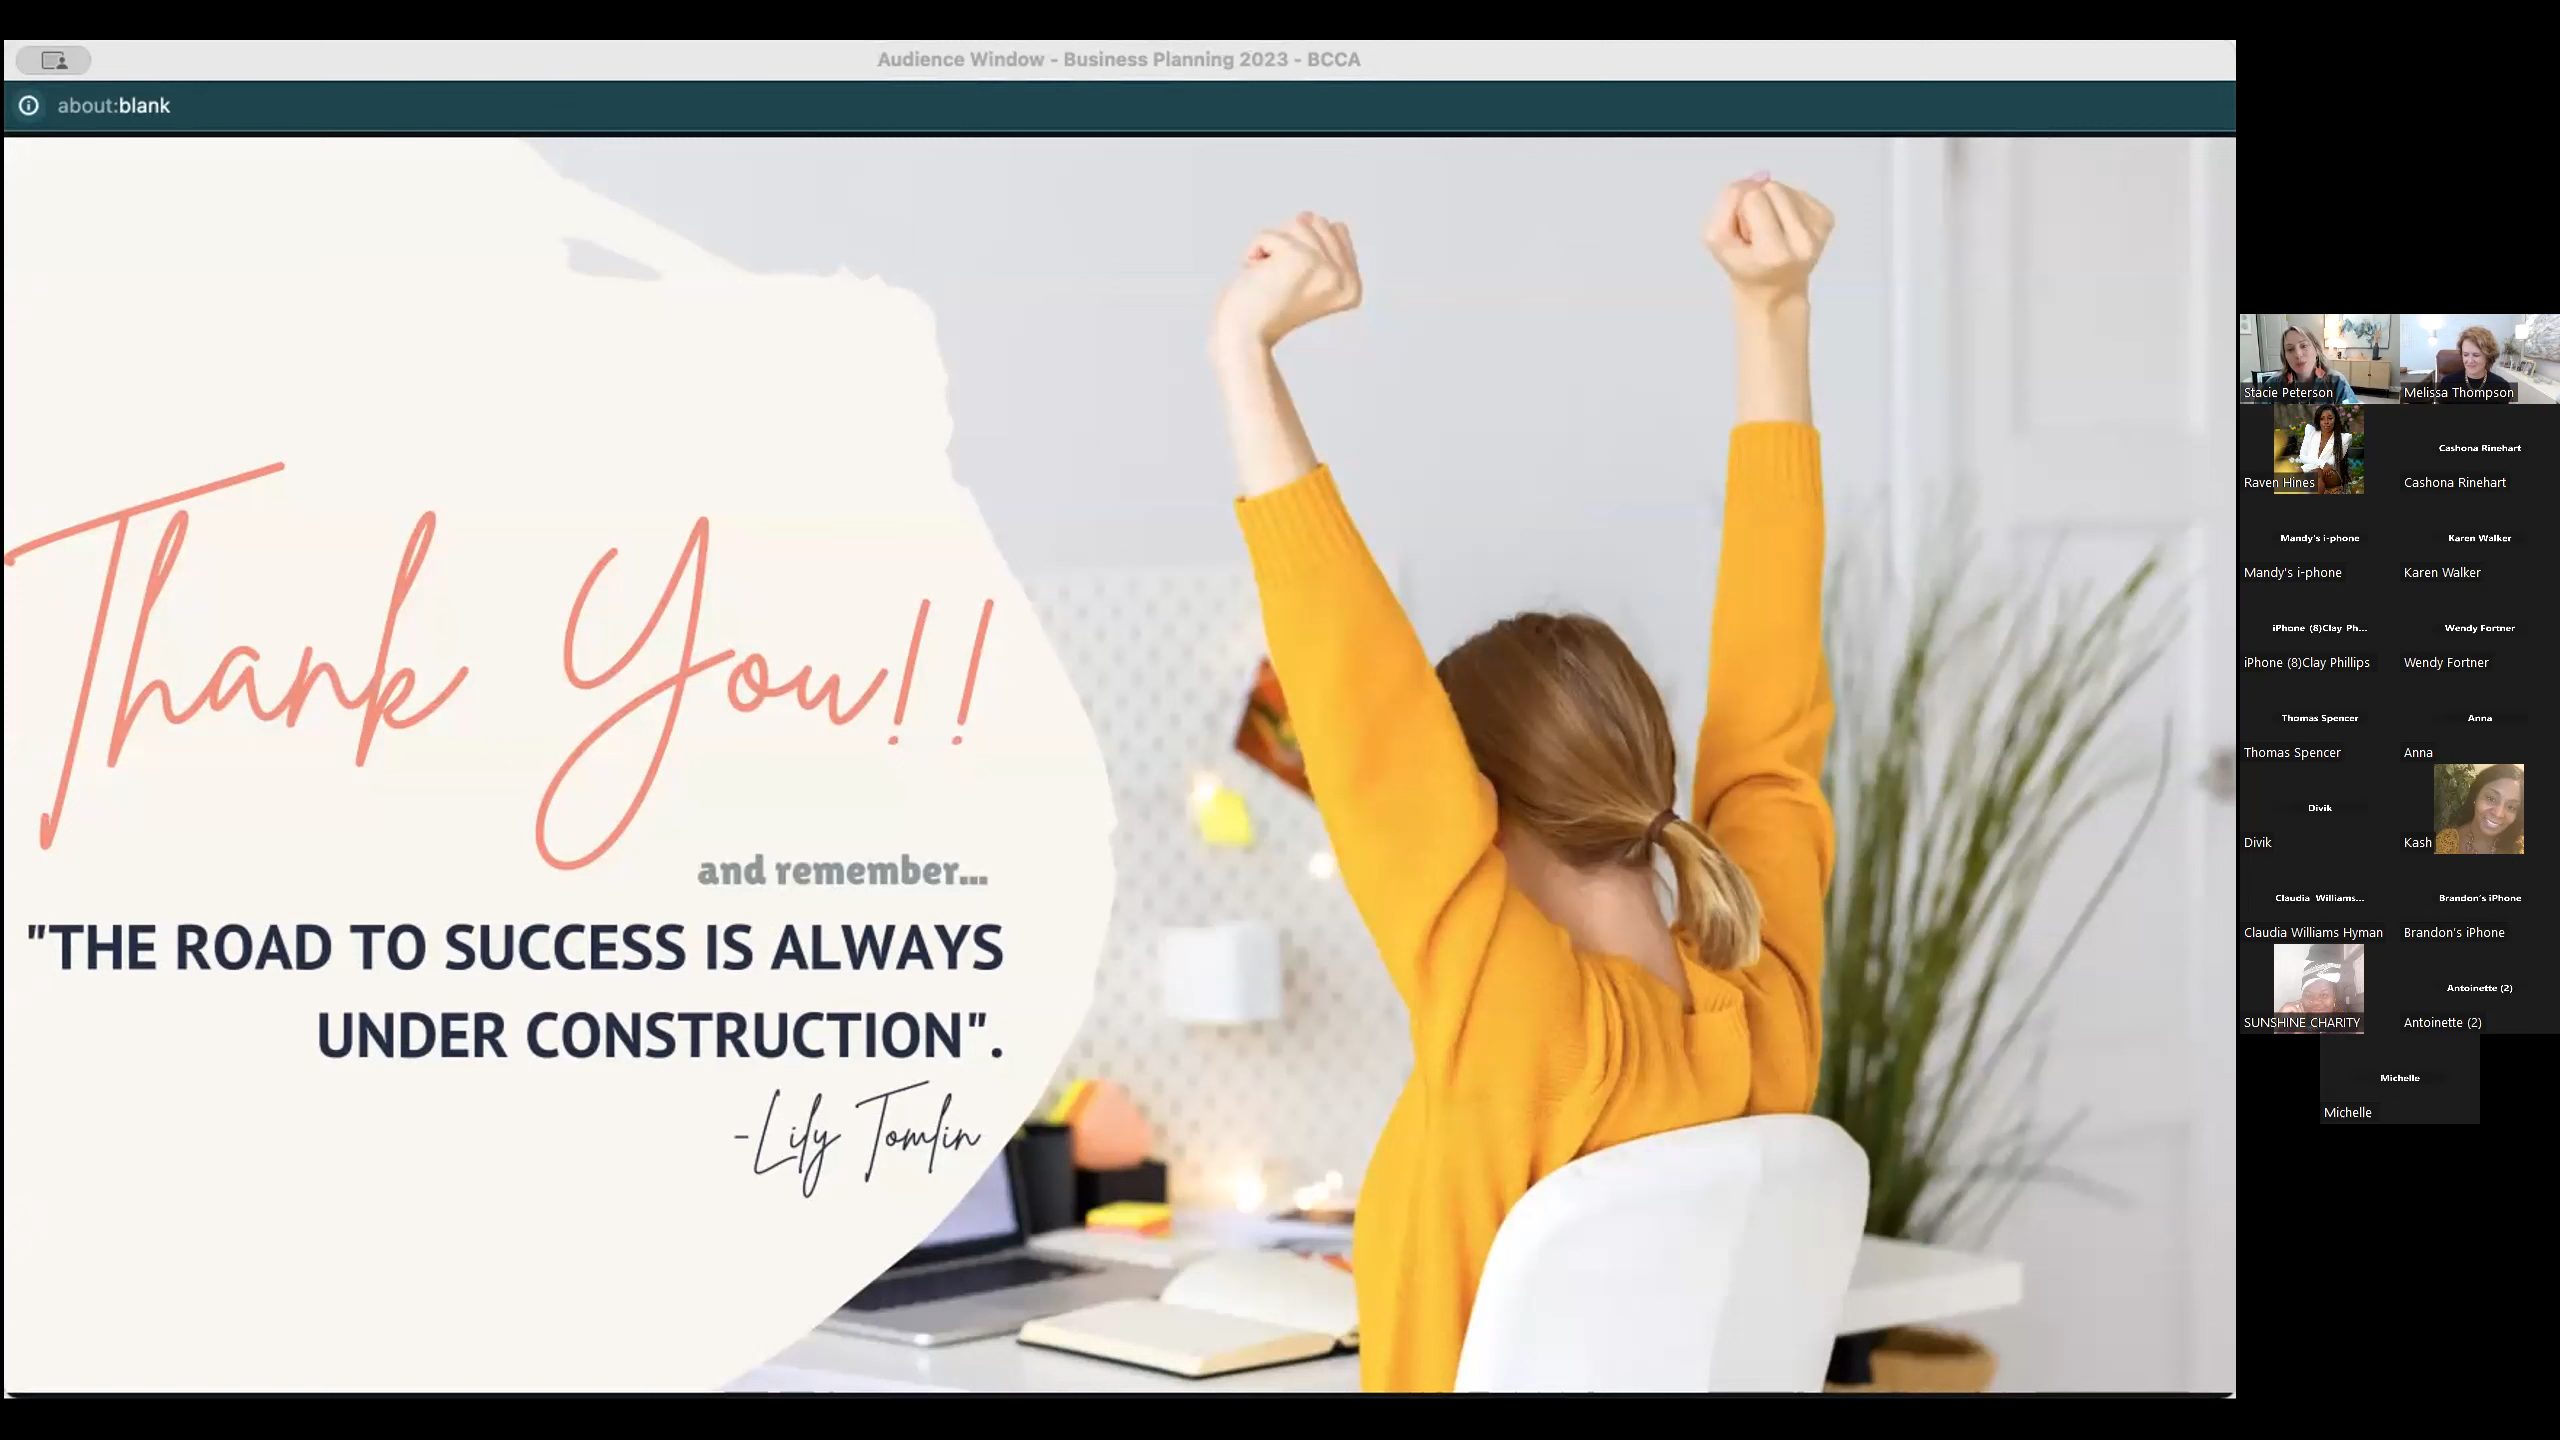 Audience Window - Business Planning 2023 - BCCA
about:blank
Thank You!!
and remember...
"THE ROAD TO SUCCESS IS ALWAYS
UNDER CONSTRUCTION".
-Lily Tomlin
Stacie Peterson
Melissa Thompson
Raven Hines
Cashona Rinehart
Cashona Rinehart
Mandy's i-phone
Mandy's i-phone
Karen Walker
Karen Walker
iPhone (8)Clay Ph...
iPhone (8)Clay Phillips
Wendy Fortner
Wendy Fortner
Thomas Spencer
Thomas Spencer
Anna
Anna
Divik
Divik
Kash
Claudia Williams...
Claudia Williams Hyman
Brandon's iPhone
Brandon's iPhone
SUNSHINE CHARITY
Antoinette (2)
Antoinette (2)
Michelle
Michelle